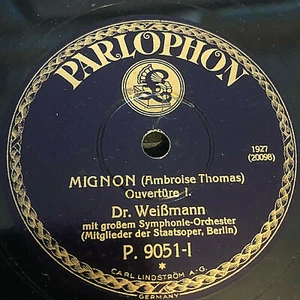 PARLOPHON
1927
(20098)
MIGNON (Ambroise Thomas)
Ouvertüre I.
Dr. Weißmann
mit großem Symphonie-Orchester
(Mitglieder der Staatsoper, Berlin)
P. 9051-I
CARL LINDSTRÖM A.-G.
GERMANY